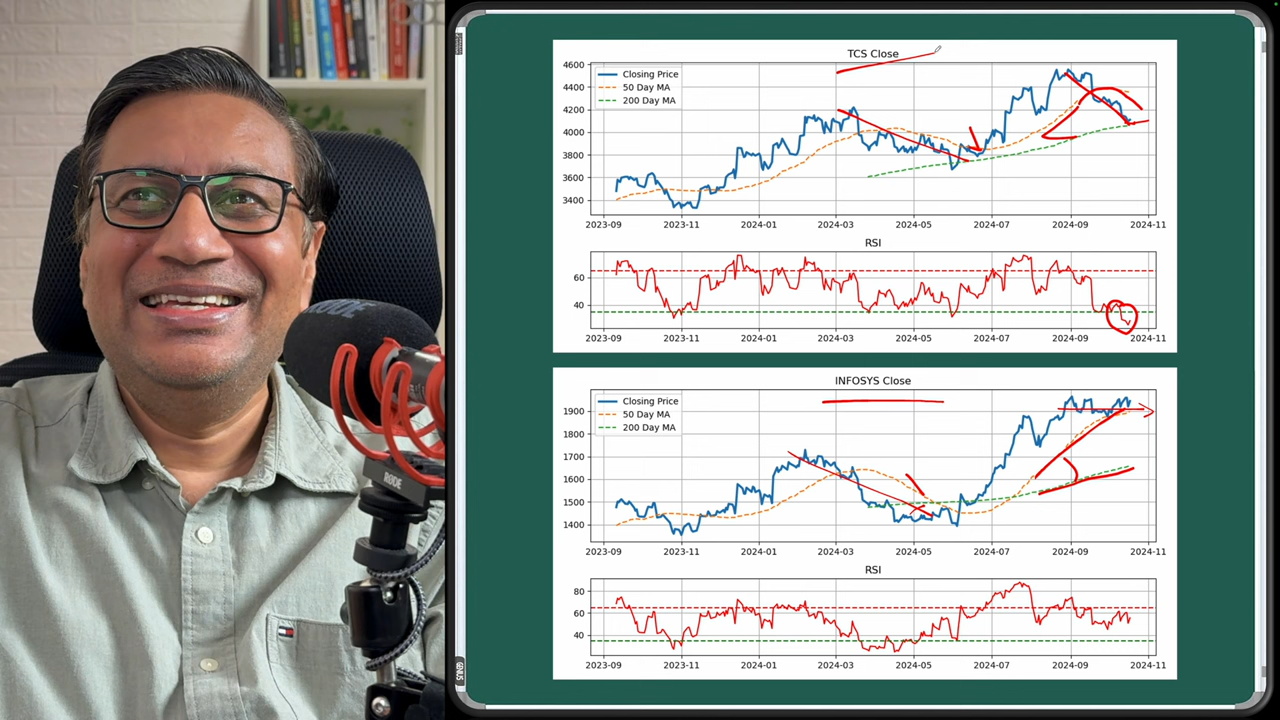 TCS Close
Closing Price
50 Day MA
200 Day MA
4600
4400
4200
4000
3800
3600
3400
2023-09 2023-11 2024-01 2024-03 2024-05 2024-07 2024-09 2024-11
RSI
60
40
2023-09 2023-11 2024-01 2024-03 2024-05 2024-07 2024-09 2024-11
INFOSYS Close
Closing Price
50 Day MA
200 Day MA
1900
1800
1700
1600
1500
1400
2023-09 2023-11 2024-01 2024-03 2024-05 2024-07 2024-09 2024-11
RSI
80
60
40
2023-09 2023-11 2024-01 2024-03 2024-05 2024-07 2024-09 2024-11
RODE
RODE
GENIUS